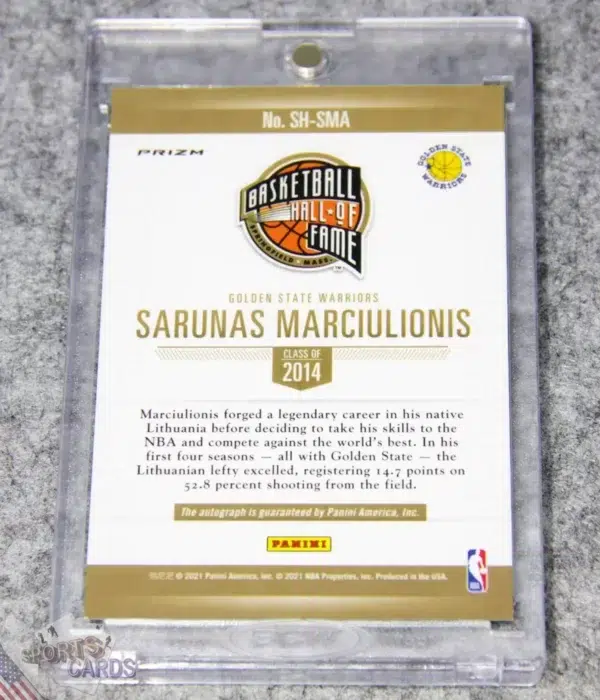 No. SH-SMA
PRIZM
GOLDEN STATE
WARRIORS
BASKETBALL
HALL OF
FAME
SPRINGFIELD • MASS.
TM
GOLDEN STATE WARRIORS
SARUNAS MARCIULIONIS
CLASS OF
2014
Marciulionis forged a legendary career in his native
Lithuania before deciding to take his skills to the
NBA and compete against the world's best. In his
first four seasons — all with Golden State — the
Lithuanian lefty excelled, registering 14.7 points on
52.8 percent shooting from the field.
The autograph is guaranteed by Panini America, Inc.
PANINI
© 2021 Panini America, Inc. © 2021 NBA Properties, Inc. Produced in the USA.
SPORTS
CARDS